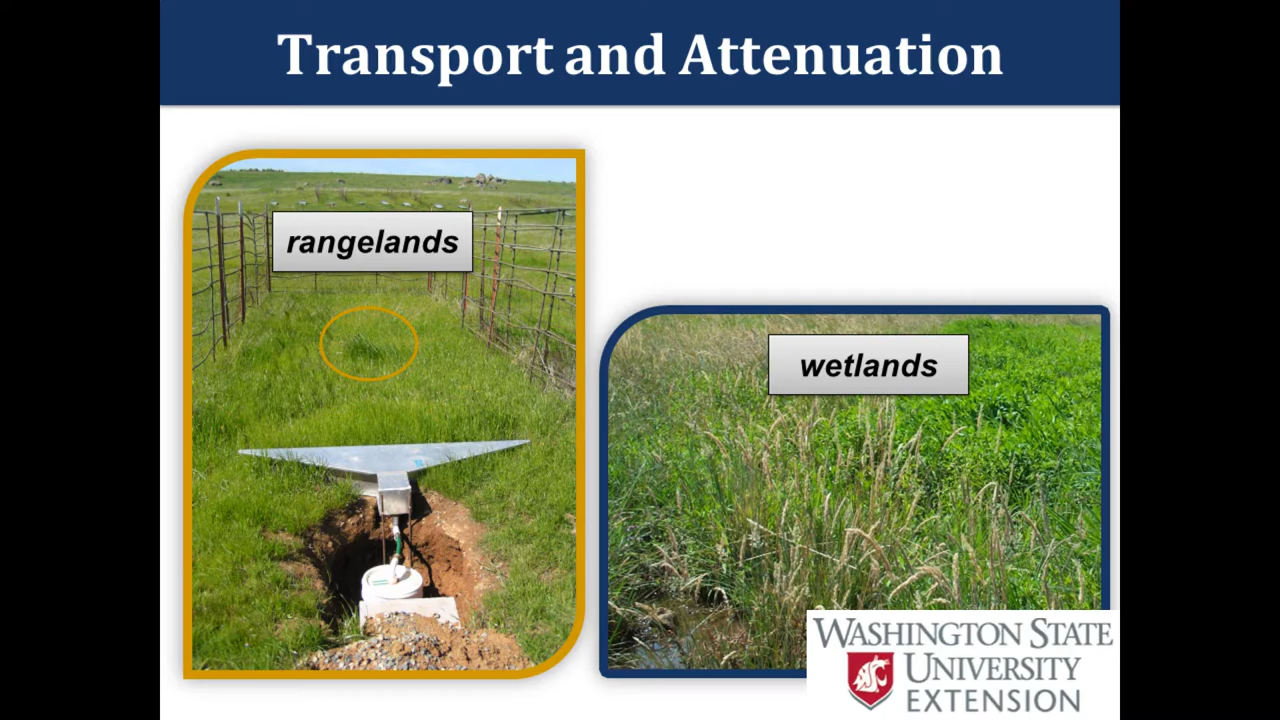 Transport and Attenuation
rangelands
wetlands
WASHINGTON STATE
UNIVERSITY
EXTENSION